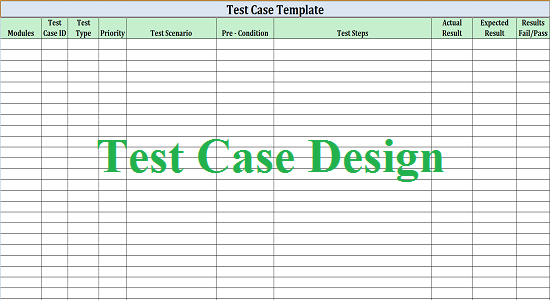 Test Case Template
Modules Test Case ID Test Type Priority Test Scenario Pre - Condition Test Steps Actual Result Expected Result Results Fail/Pass
Test Case Design